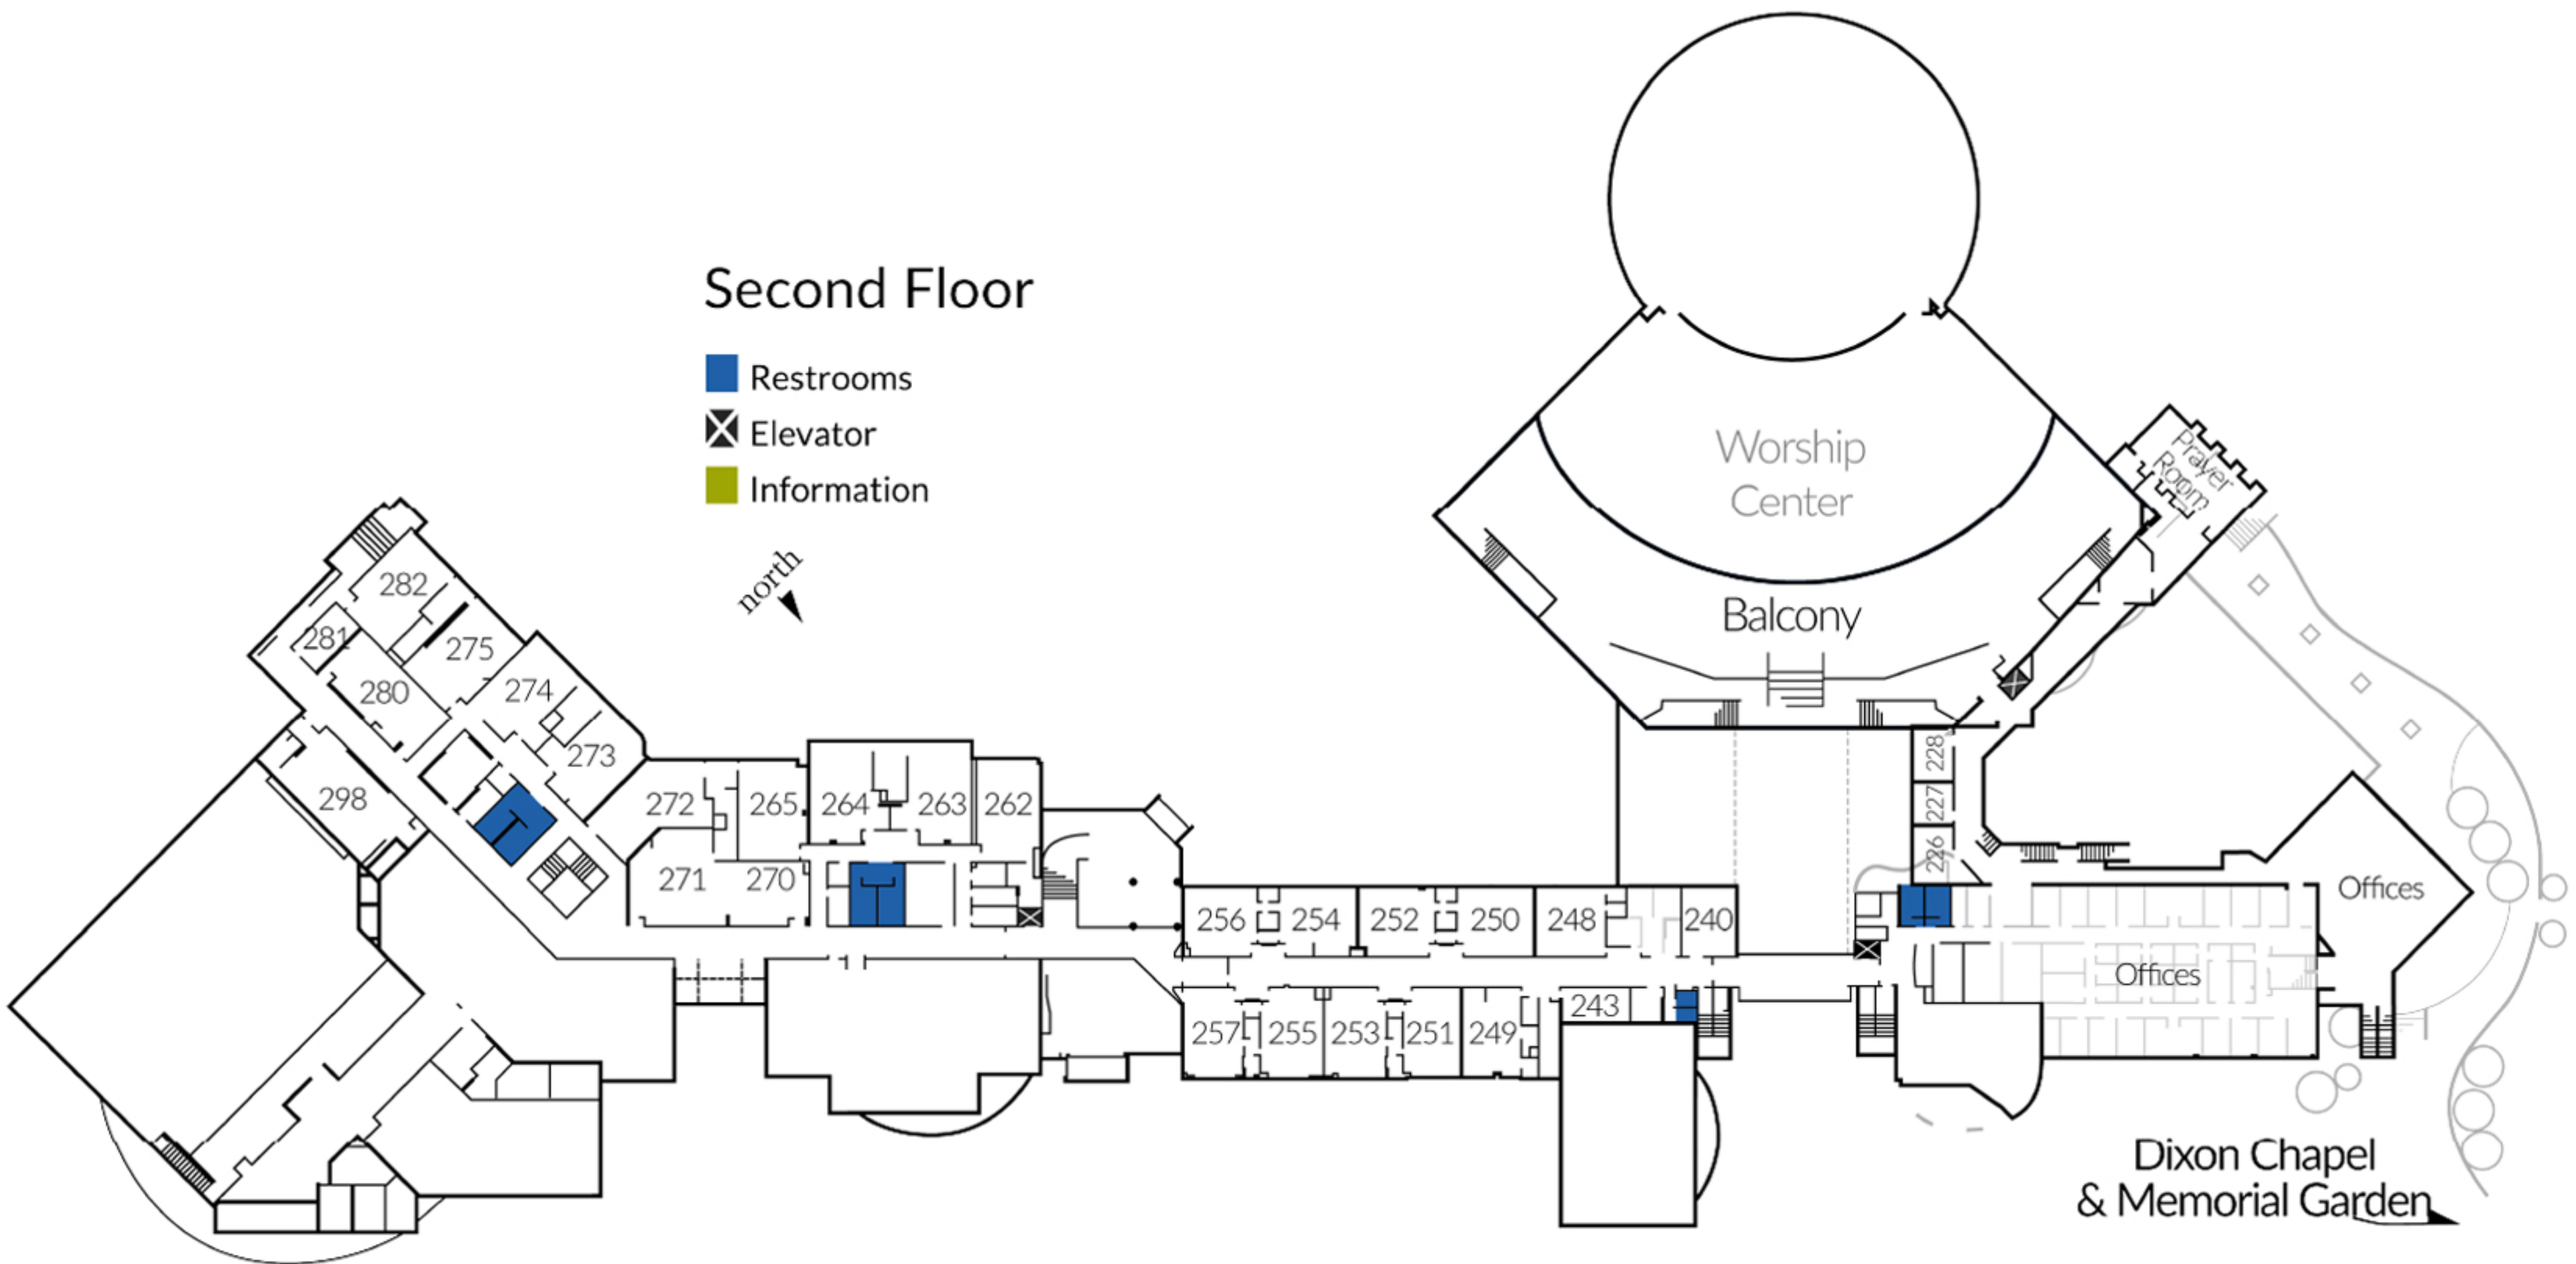 Second Floor
Restrooms
Elevator
Information
north
Worship
Center
Balcony
Prayer
Room
282
281
275
280
274
273
298
272
265
264
263
262
271
270
256
254
252
250
248
240
257
255
253
251
249
243
228
227
226
Offices
Offices
Dixon Chapel
& Memorial Garden